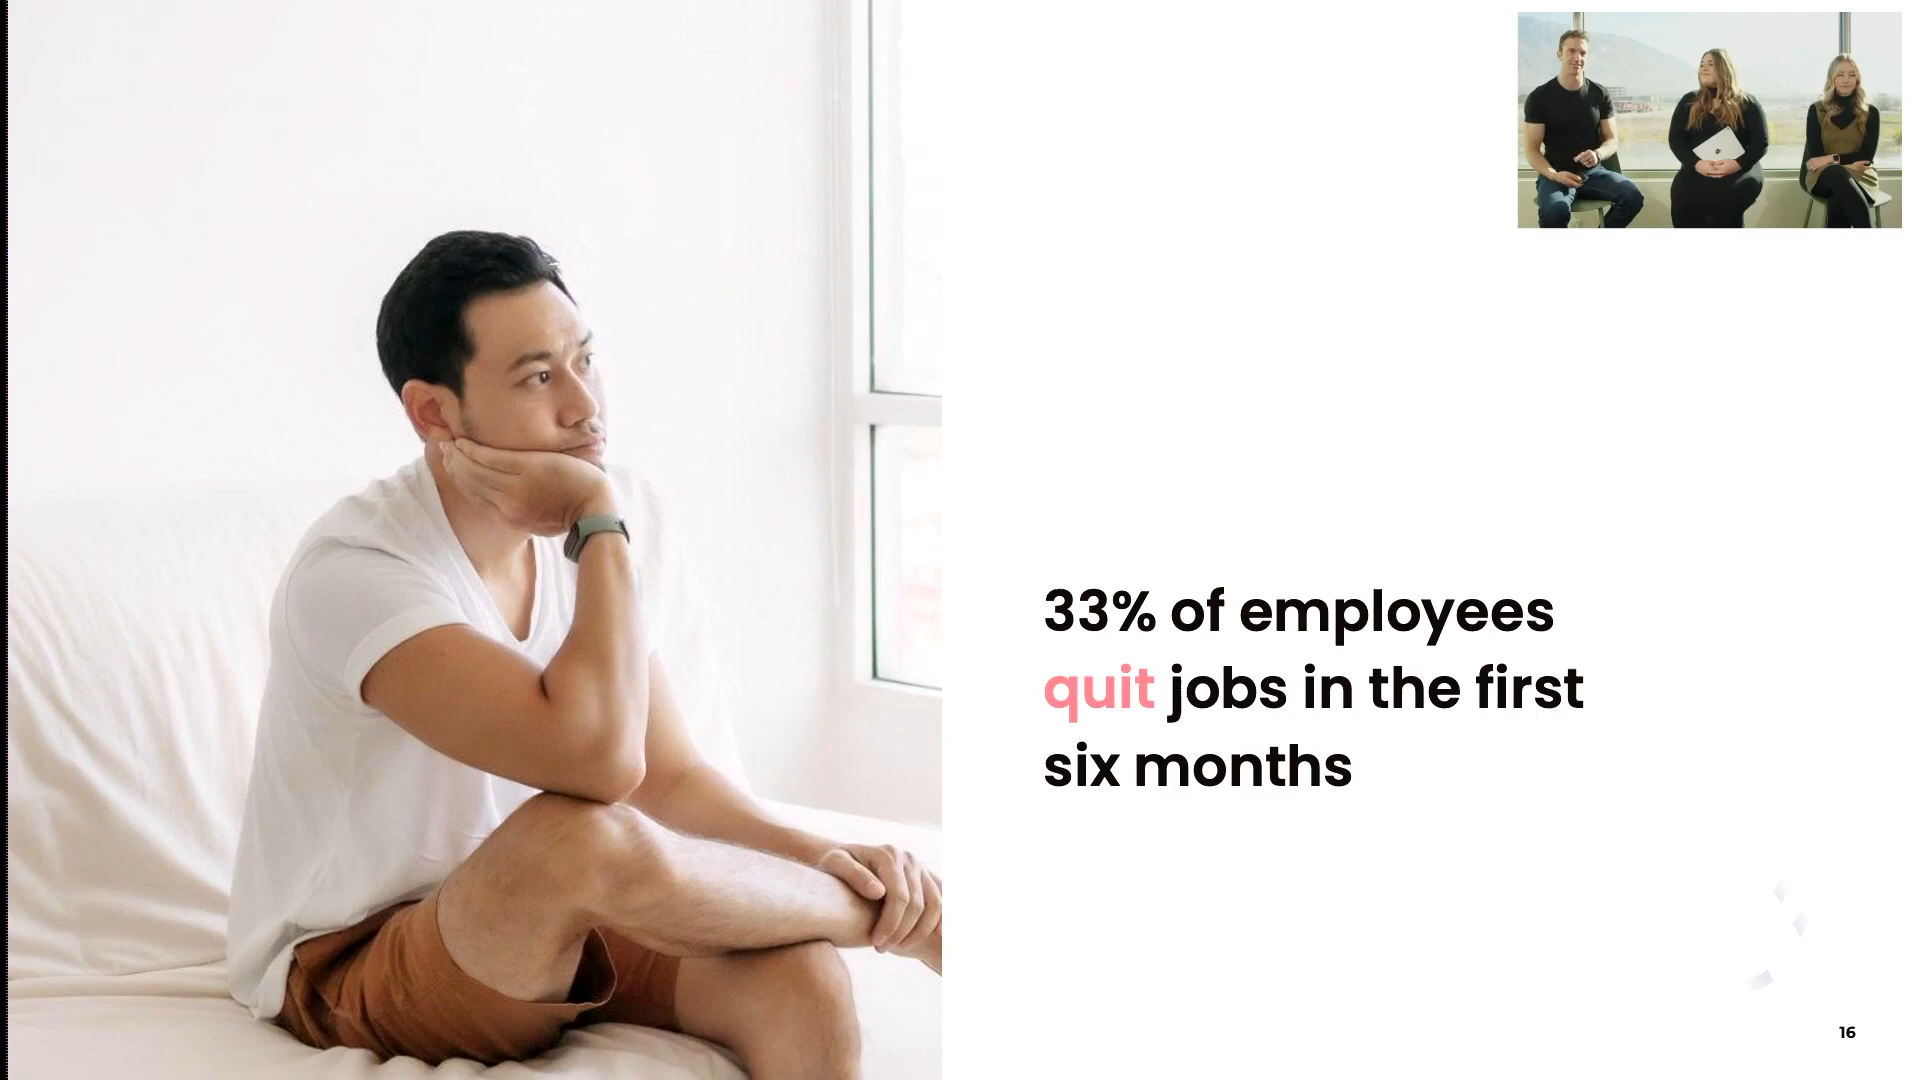 33% of employees
quit jobs in the first
six months
16